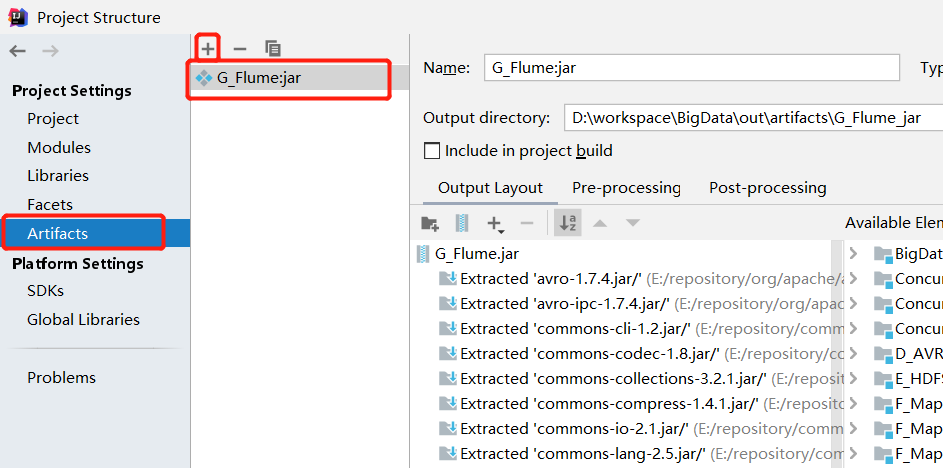 Project Structure
Project Settings
Project
Modules
Libraries
Facets
Artifacts
Platform Settings
SDKs
Global Libraries
Problems
G_Flume:jar
Name: G_Flume:jar Typ
Output directory: D:\workspace\BigData\out\artifacts\G_Flume_jar
Include in project build
Output Layout Pre-processing Post-processing
Available Elem
G_Flume.jar
Extracted 'avro-1.7.4.jar/' (E:/repository/org/apache/a
Extracted 'avro-ipc-1.7.4.jar/' (E:/repository/org/apac
Extracted 'commons-cli-1.2.jar/' (E:/repository/comm
Extracted 'commons-codec-1.8.jar/' (E:/repository/co
Extracted 'commons-collections-3.2.1.jar/' (E:/reposit
Extracted 'commons-compress-1.4.1.jar/' (E:/reposito
Extracted 'commons-io-2.1.jar/' (E:/repository/comm
Extracted 'commons-lang-2.5.jar/' (E:/repository/com
BigDat
Concur
Concur
Concur
D_AVR
E_HDFS
F_Map
F_Map
F_Map